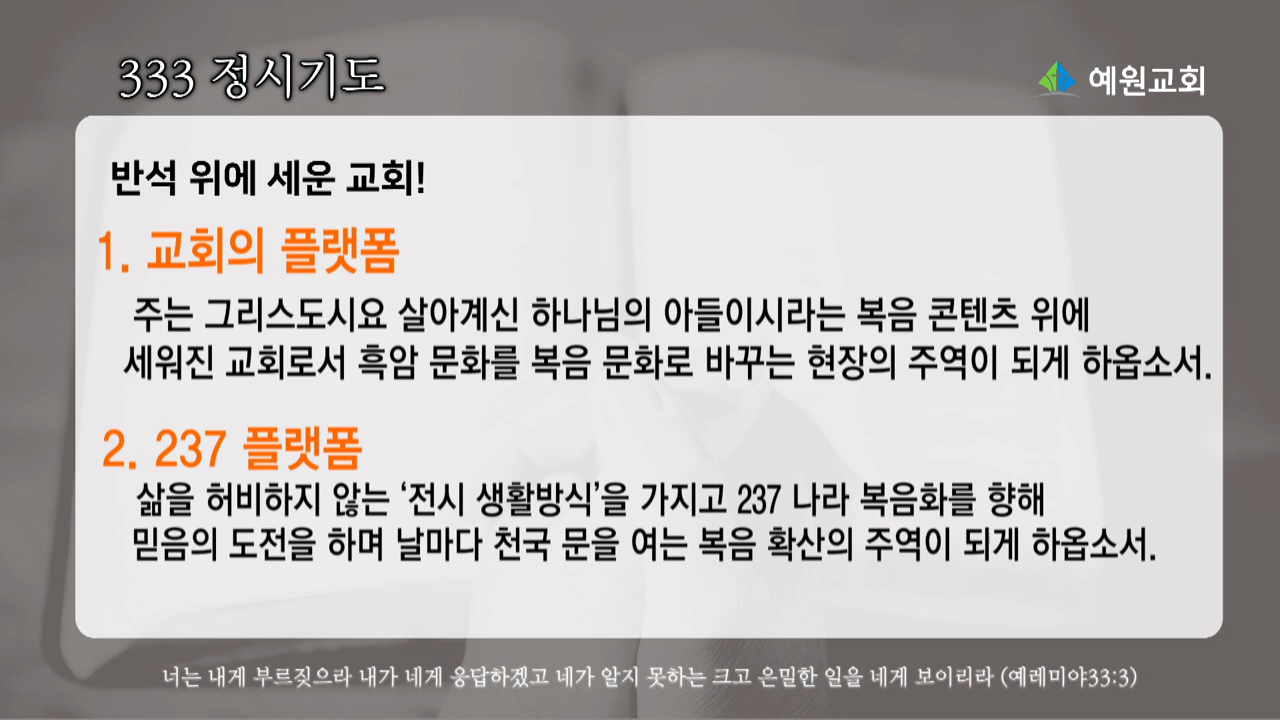 333 정시기도
예원교회
반석 위에 세운 교회!
1. 교회의 플랫폼
주는 그리스도시요 살아계신 하나님의 아들이시라는 복음 콘텐츠 위에
세워진 교회로서 흑암 문화를 복음 문화로 바꾸는 현장의 주역이 되게 하옵소서.
2. 237 플랫폼
삶을 허비하지 않는 ‘전시 생활방식’을 가지고 237 나라 복음화를 향해
믿음의 도전을 하며 날마다 천국 문을 여는 복음 확산의 주역이 되게 하옵소서.
너는 내게 부르짖으라 내가 네게 응답하겠고 네가 알지 못하는 크고 은밀한 일을 네게 보이리라 (예레미야33:3)